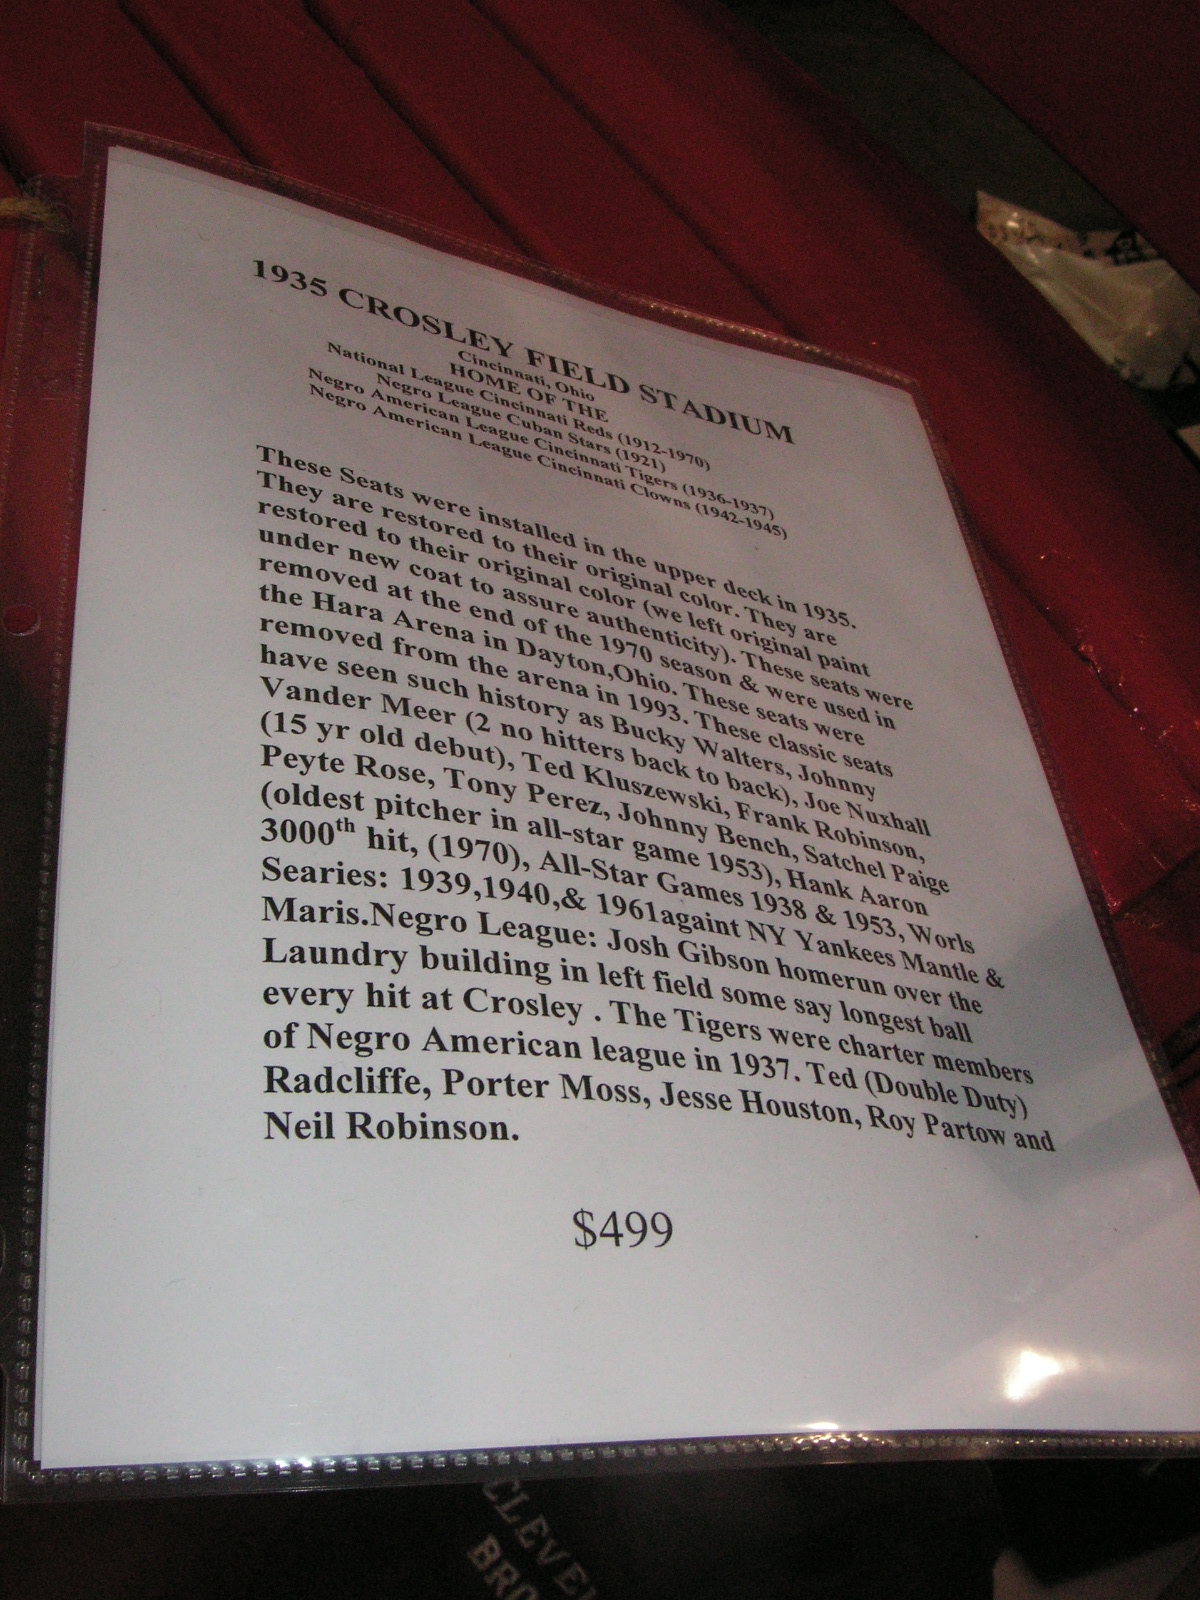 1935 CROSLEY FIELD STADIUM
Cincinnati, Ohio
HOME OF THE
National League Cincinnati Reds (1912-1970)
Negro League Cuban Stars (1921)
Negro American League Cincinnati Tigers (1936-1937)
Negro American League Cincinnati Clowns (1942-1945)
These Seats were installed in the upper deck in 1935.
They are restored to their original color. They are
restored to their original color (we left original paint
under new coat to assure authenticity). These seats were
removed at the end of the 1970 season & were used in
the Hara Arena in Dayton,Ohio. These seats were
removed from the arena in 1993. These classic seats
have seen such history as Bucky Walters, Johnny
Vander Meer (2 no hitters back to back), Joe Nuxhall
(15 yr old debut), Ted Kluszewski, Frank Robinson,
Peyte Rose, Tony Perez, Johnny Bench, Satchel Paige
(oldest pitcher in all-star game 1953), Hank Aaron
3000th hit, (1970), All-Star Games 1938 & 1953, Worls
Searies: 1939,1940,& 1961againt NY Yankees Mantle &
Maris.Negro League: Josh Gibson homerun over the
Laundry building in left field some say longest ball
every hit at Crosley . The Tigers were charter members
of Negro American league in 1937. Ted (Double Duty)
Radcliffe, Porter Moss, Jesse Houston, Roy Partow and
Neil Robinson.
$499
CLEVE
BRO